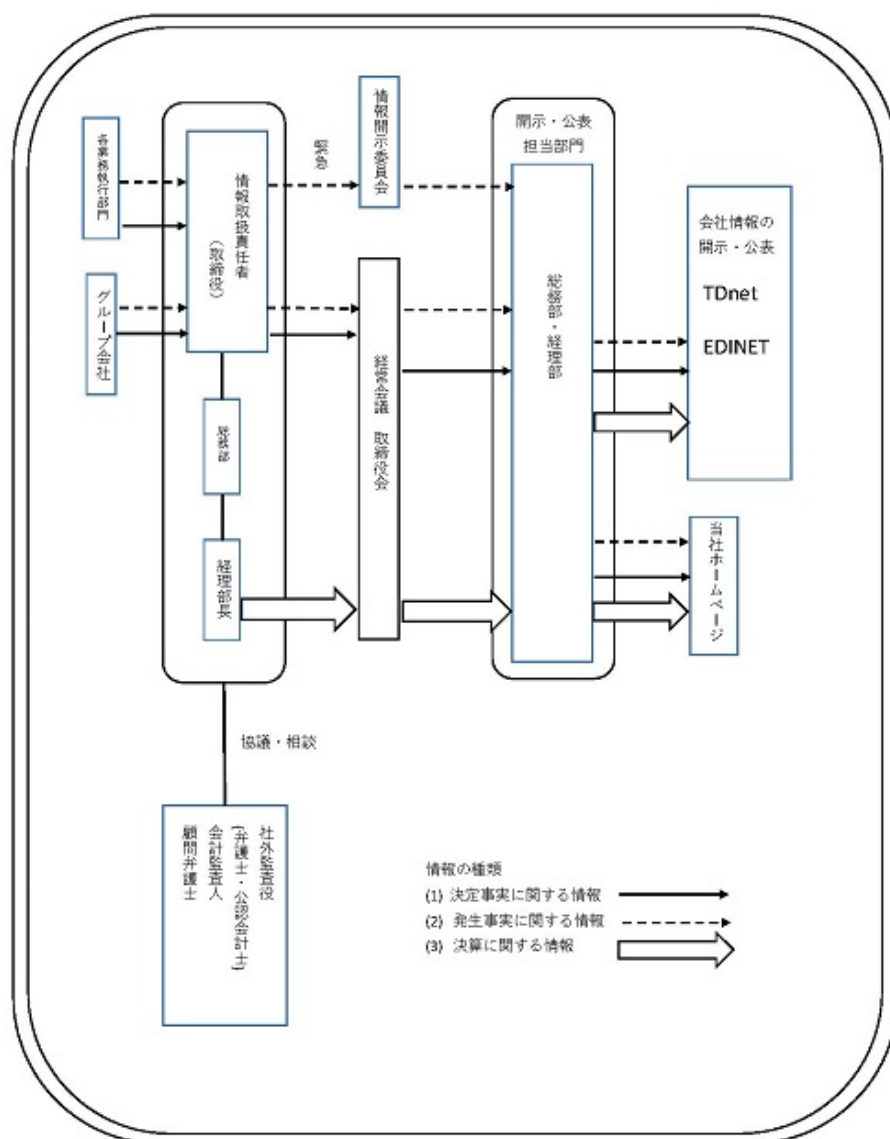 各業務執行部門
グループ会社
情報取扱責任者
（取締役）
総務部
経理部長
緊急
情報開示委員会
経営会議　取締役会
開示・公表
担当部門
総務部・経理部
会社情報の
開示・公表
TDnet
EDINET
当社ホームページ
協議・相談
社外監査役
(弁護士・公認会計士)
会計監査人
顧問弁護士
情報の種類
(1) 決定事実に関する情報
(2) 発生事実に関する情報
(3) 決算に関する情報